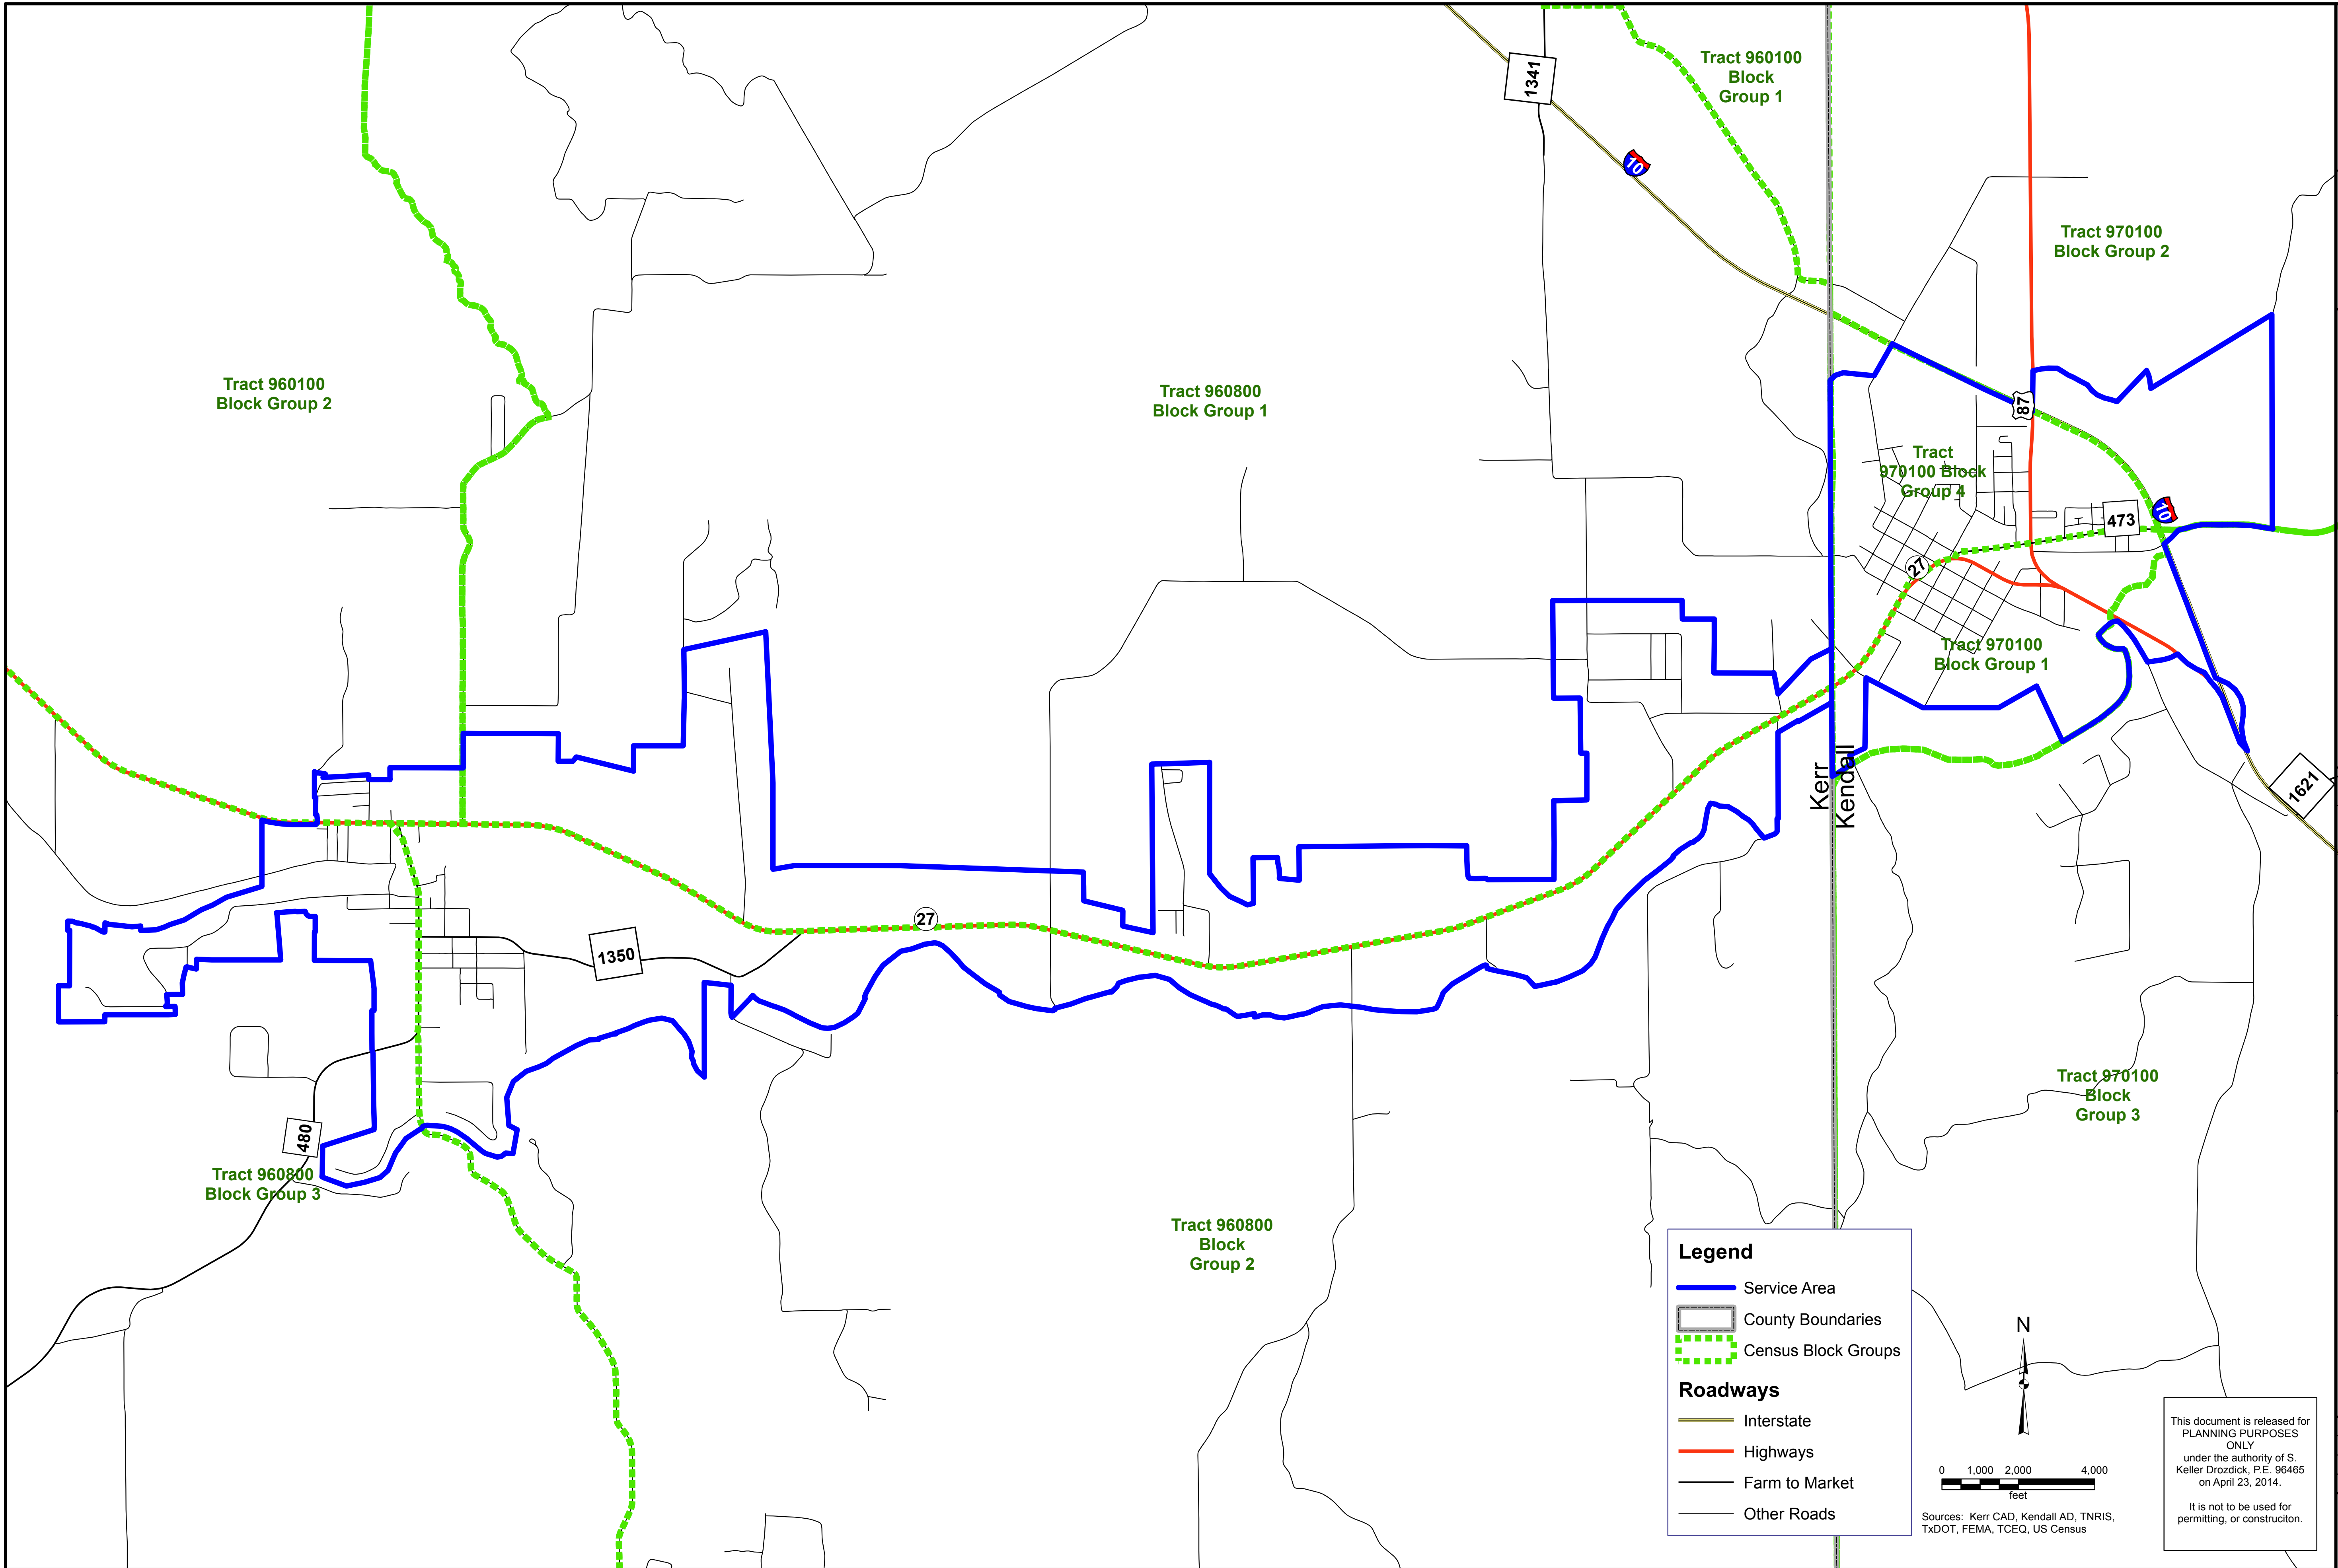 1341
Tract 960100
Block
Group 1
10
Tract 970100
Block Group 2
Tract 960100
Block Group 2
Tract 960800
Block Group 1
87
Tract
970100 Block
Group 4
473
10
27
Tract 970100
Block Group 1
Kerr
Kendall
1621
27
1350
480
Tract 960800
Block Group 3
Tract 970100
Block
Group 3
Tract 960800
Block
Group 2
Legend
Service Area
County Boundaries
Census Block Groups
Roadways
Interstate
Highways
Farm to Market
Other Roads
N
0 1,000 2,000 4,000
feet
Sources: Kerr CAD, Kendall AD, TNRIS,
TxDOT, FEMA, TCEQ, US Census
This document is released for
PLANNING PURPOSES
ONLY
under the authority of S.
Keller Drozdick, P.E. 96465
on April 23, 2014.
It is not to be used for
permitting, or construciton.